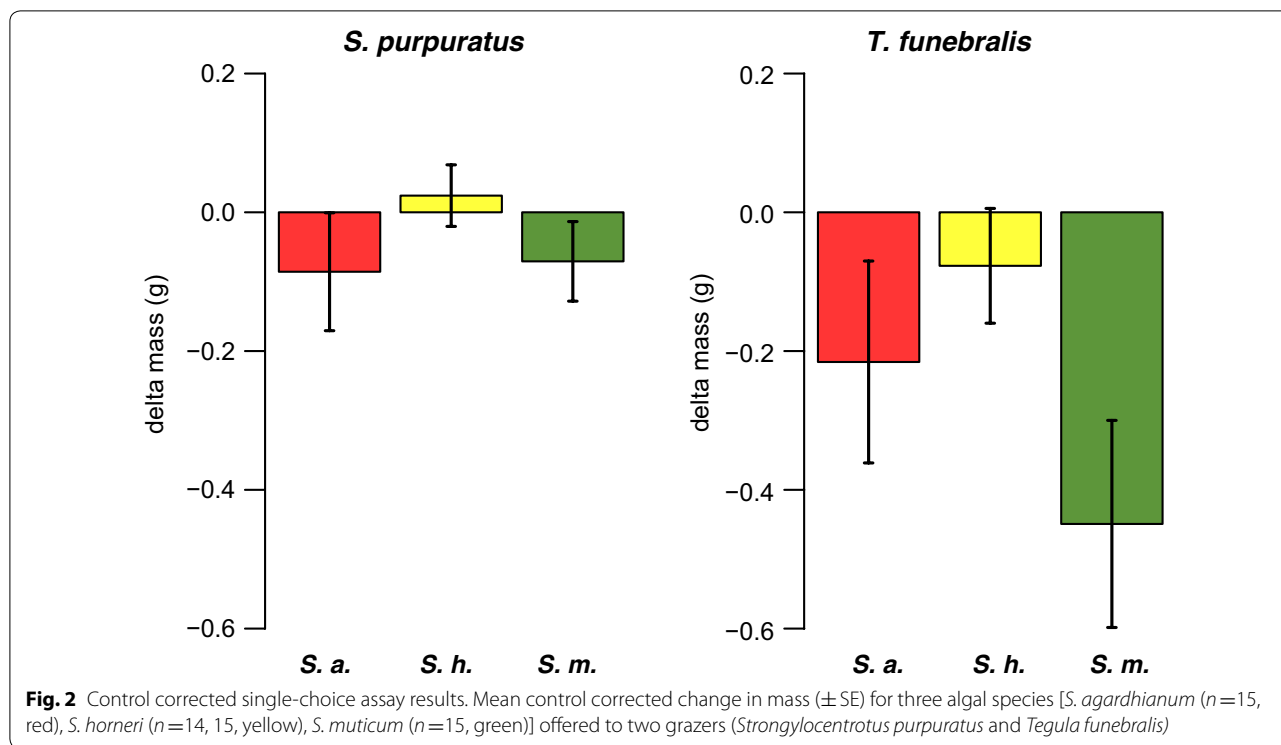 S. purpuratus
T. funebralis
0.2
0.0
−0.2
−0.4
−0.6
delta mass (g)
S. a.
S. h.
S. m.
0.2
0.0
−0.2
−0.4
−0.6
delta mass (g)
S. a.
S. h.
S. m.
Fig. 2 Control corrected single-choice assay results. Mean control corrected change in mass (± SE) for three algal species [S. agardhianum (n = 15,
red), S. horneri (n = 14, 15, yellow), S. muticum (n = 15, green)] offered to two grazers (Strongylocentrotus purpuratus and Tegula funebralis)